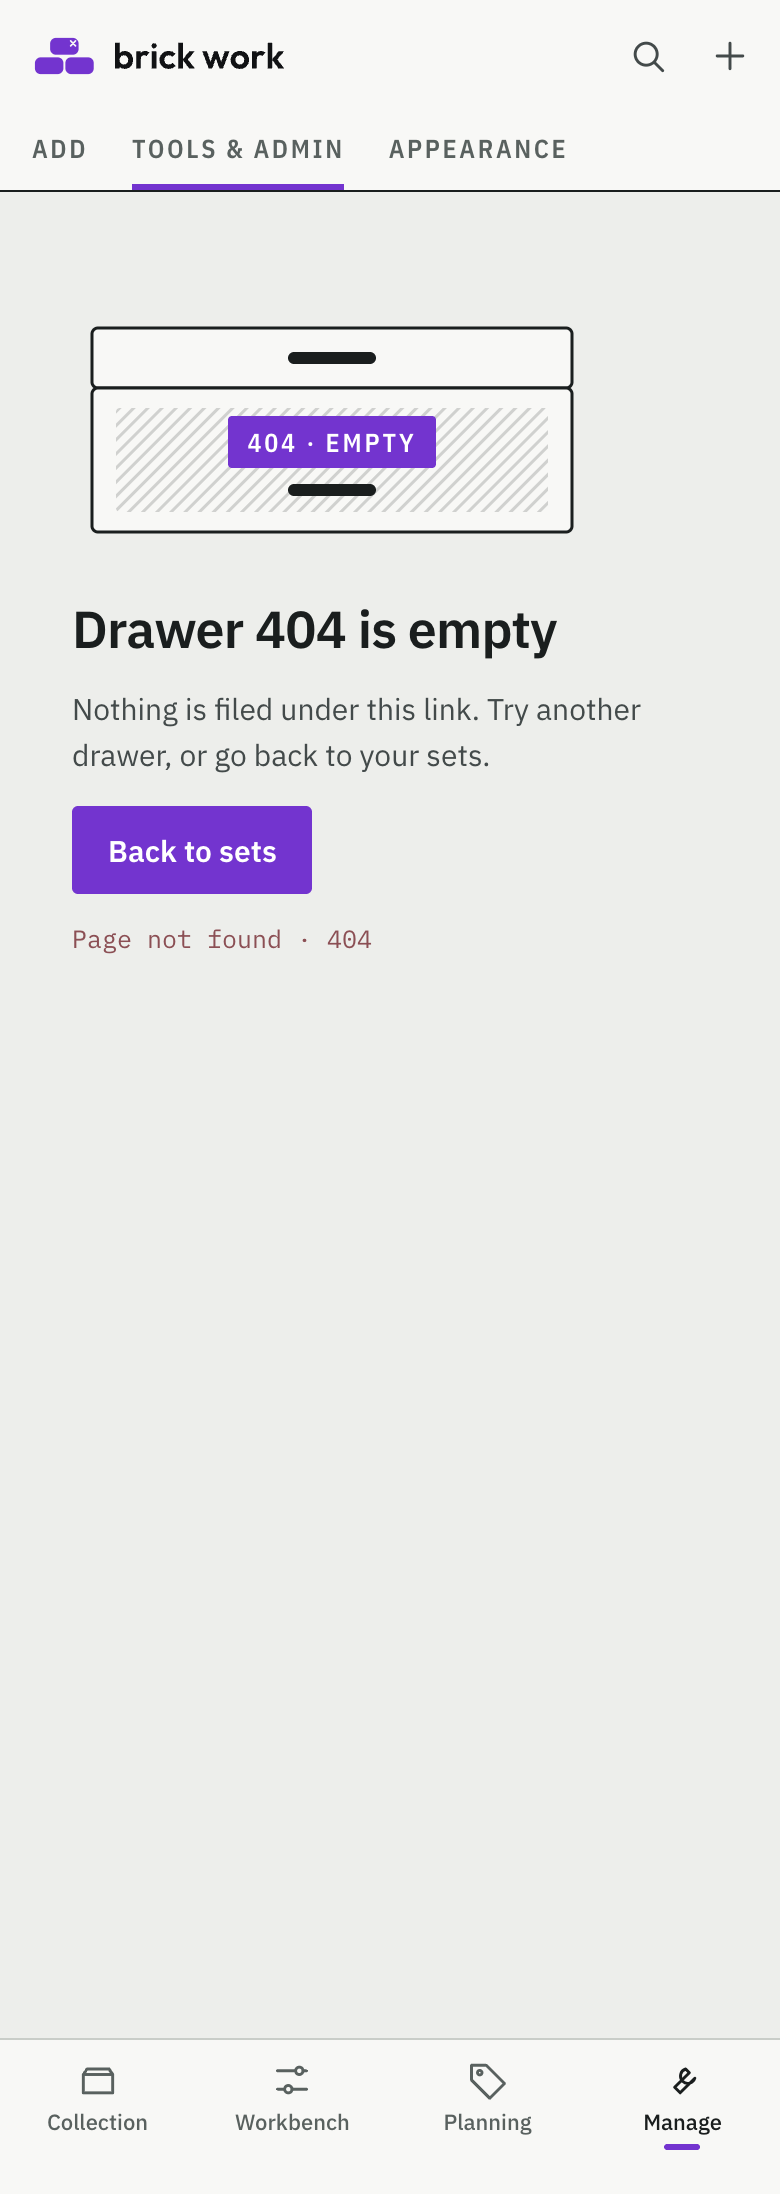 brick work
ADD TOOLS & ADMIN APPEARANCE
404 · EMPTY
Drawer 404 is empty
Nothing is filed under this link. Try another
drawer, or go back to your sets.
Back to sets
Page not found · 404
Collection Workbench Planning Manage